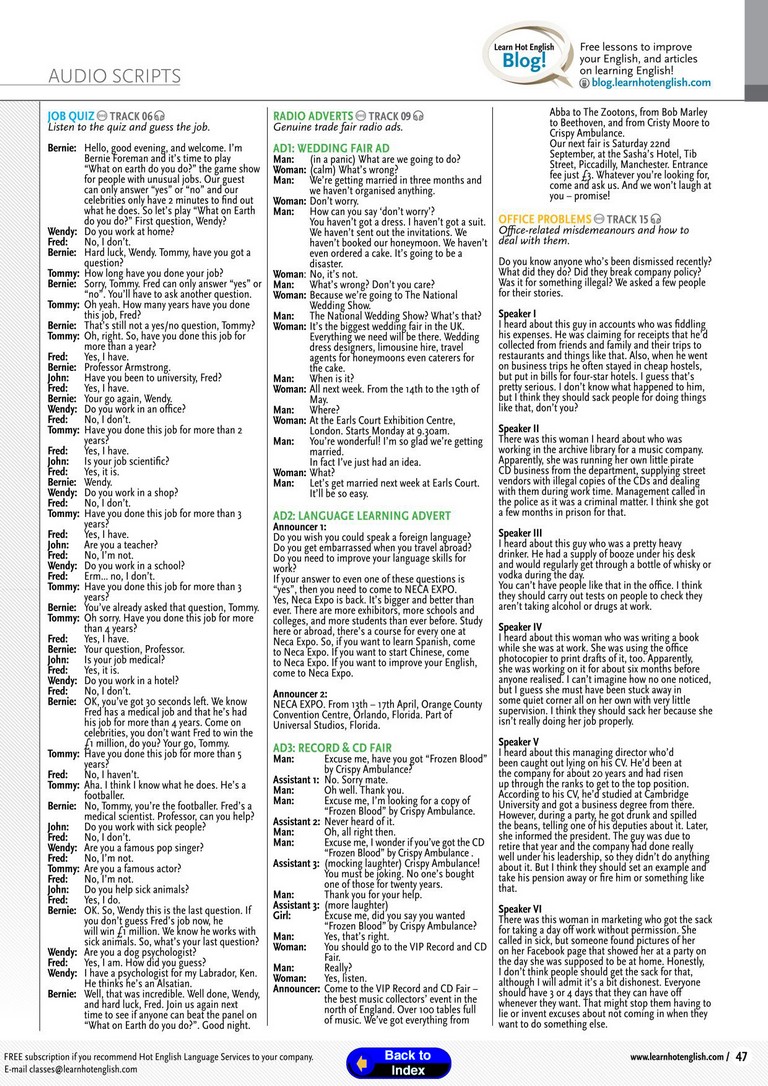 AUDIO SCRIPTS
Learn Hot English
Blog!
Free lessons to improve
your English, and articles
on learning English!
blog.learnhotenglish.com
JOB QUIZ TRACK 06
Listen to the quiz and guess the job.
Bernie: Hello, good evening, and welcome. I'm
Bernie Foreman and it's time to play
"What on earth do you do?" the game show
for people with unusual jobs. Our guest
can only answer "yes" or "no" and our
celebrities only have 2 minutes to find out
what he does. So let's play "What on Earth
do you do?" First question, Wendy?
Wendy: Do you work at home?
Fred: No, I don't.
Bernie: Hard luck, Wendy. Tommy, have you got a
question?
Tommy: How long have you done your job?
Bernie: Sorry, Tommy. Fred can only answer "yes" or
"no". You'll have to ask another question.
Tommy: Oh yeah. How many years have you done
this job, Fred?
Bernie: That's still not a yes/no question, Tommy?
Tommy: Oh, right. So, have you done this job for
more than a year?
Fred: Yes, I have.
Bernie: Professor Armstrong.
John: Have you been to university, Fred?
Fred: Yes, I have.
Bernie: Your go again, Wendy.
Wendy: Do you work in an office?
Fred: No, I don't.
Tommy: Have you done this job for more than 2
years?
Fred: Yes, I have.
John: Is your job scientific?
Fred: Yes, it is.
Bernie: Wendy.
Wendy: Do you work in a shop?
Fred: No, I don't.
Tommy: Have you done this job for more than 3
years?
Fred: Yes, I have.
John: Are you a teacher?
Fred: No, I'm not.
Wendy: Do you work in a school?
Fred: Erm... no, I don't.
Tommy: Have you done this job for more than 3
years?
Bernie: You've already asked that question, Tommy.
Tommy: Oh sorry. Have you done this job for more
than 4 years?
Fred: Yes, I have.
Bernie: Your question, Professor.
John: Is your job medical?
Fred: Yes, it is.
Wendy: Do you work in a hotel?
Fred: No, I don't.
Bernie: OK, you've got 30 seconds left. We know
Fred has a medical job and that he's had
his job for more than 4 years. Come on
celebrities, you don't want Fred to win the
£1 million, do you? Your go, Tommy.
Tommy: Have you done this job for more than 5
years?
Fred: No, I haven't.
Tommy: Aha. I think I know what he does. He's a
footballer.
Bernie: No, Tommy, you're the footballer. Fred's a
medical scientist. Professor, can you help?
John: Do you work with sick people?
Fred: No, I don't.
Wendy: Are you a famous pop singer?
Fred: No, I'm not.
Tommy: Are you a famous actor?
Fred: No, I'm not.
John: Do you help sick animals?
Fred: Yes, I do.
Bernie: OK. So, Wendy this is the last question. If
you don't guess Fred's job now, he
will win £1 million. We know he works with
sick animals. So, what's your last question?
Wendy: Are you a dog psychologist?
Fred: Yes, I am. How did you guess?
Wendy: I have a psychologist for my Labrador, Ken.
He thinks he's an Alsatian.
Bernie: Well, that was incredible. Well done, Wendy,
and hard luck, Fred. Join us again next
time to see if anyone can beat the panel on
"What on Earth do you do?". Good night.
RADIO ADVERTS TRACK 09
Genuine trade fair radio ads.
AD1: WEDDING FAIR AD
Man: (in a panic) What are we going to do?
Woman: (calm) What's wrong?
Man: We're getting married in three months and
we haven't organised anything.
Woman: Don't worry.
Man: How can you say 'don't worry'?
You haven't got a dress. I haven't got a suit.
We haven't sent out the invitations. We
haven't booked our honeymoon. We haven't
even ordered a cake. It's going to be a
disaster.
Woman: No, it's not.
Man: What's wrong? Don't you care?
Woman: Because we're going to The National
Wedding Show.
Man: The National Wedding Show? What's that?
Woman: It's the biggest wedding fair in the UK.
Everything we need will be there. Wedding
dress designers, limousine hire, travel
agents for honeymoons even caterers for
the cake.
Man: When is it?
Woman: All next week. From the 14th to the 19th of
May.
Man: Where?
Woman: At the Earls Court Exhibition Centre,
London. Starts Monday at 9.30am.
Man: You're wonderful! I'm so glad we're getting
married.
In fact I've just had an idea.
Woman: What?
Man: Let's get married next week at Earls Court.
It'll be so easy.
AD2: LANGUAGE LEARNING ADVERT
Announcer 1:
Do you wish you could speak a foreign language?
Do you get embarrassed when you travel abroad?
Do you need to improve your language skills for
work?
If your answer to even one of these questions is
"yes", then you need to come to NECA EXPO.
Yes, Neca Expo is back. It's bigger and better than
ever. There are more exhibitors, more schools and
colleges, and more students than ever before. Study
here or abroad, there's a course for every one at
Neca Expo. So, if you want to learn Spanish, come
to Neca Expo. If you want to start Chinese, come
to Neca Expo. If you want to improve your English,
come to Neca Expo.
Announcer 2:
NECA EXPO. From 13th – 17th April, Orange County
Convention Centre, Orlando, Florida. Part of
Universal Studios, Florida.
AD3: RECORD & CD FAIR
Man: Excuse me, have you got "Frozen Blood"
by Crispy Ambulance?
Assistant 1: No. Sorry mate.
Man: Oh well. Thank you.
Man: Excuse me, I'm looking for a copy of
"Frozen Blood" by Crispy Ambulance.
Assistant 2: Never heard of it.
Man: Oh, all right then.
Man: Excuse me, I wonder if you've got the CD
"Frozen Blood" by Crispy Ambulance .
Assistant 3: (mocking laughter) Crispy Ambulance!
You must be joking. No one's bought
one of those for twenty years.
Man: Thank you for your help.
Assistant 3: (more laughter)
Girl: Excuse me, did you say you wanted
"Frozen Blood" by Crispy Ambulance?
Man: Yes, that's right.
Woman: You should go to the VIP Record and CD
Fair.
Man: Really?
Woman: Yes, listen.
Announcer: Come to the VIP Record and CD Fair –
the best music collectors' event in the
north of England. Over 100 tables full
of music. We've got everything from
Abba to The Zootons, from Bob Marley
to Beethoven, and from Cristy Moore to
Crispy Ambulance.
Our next fair is Saturday 22nd
September, at the Sasha's Hotel, Tib
Street, Piccadilly, Manchester. Entrance
fee just £3. Whatever you're looking for,
come and ask us. And we won't laugh at
you – promise!
OFFICE PROBLEMS TRACK 15
Office-related misdemeanours and how to
deal with them.
Do you know anyone who's been dismissed recently?
What did they do? Did they break company policy?
Was it for something illegal? We asked a few people
for their stories.
Speaker I
I heard about this guy in accounts who was fiddling
his expenses. He was claiming for receipts that he'd
collected from friends and family and their trips to
restaurants and things like that. Also, when he went
on business trips he often stayed in cheap hostels,
but put in bills for four-star hotels. I guess that's
pretty serious. I don't know what happened to him,
but I think they should sack people for doing things
like that, don't you?
Speaker II
There was this woman I heard about who was
working in the archive library for a music company.
Apparently, she was running her own little pirate
CD business from the department, supplying street
vendors with illegal copies of the CDs and dealing
with them during work time. Management called in
the police as it was a criminal matter. I think she got
a few months in prison for that.
Speaker III
I heard about this guy who was a pretty heavy
drinker. He had a supply of booze under his desk
and would regularly get through a bottle of whisky or
vodka during the day.
You can't have people like that in the office. I think
they should carry out tests on people to check they
aren't taking alcohol or drugs at work.
Speaker IV
I heard about this woman who was writing a book
while she was at work. She was using the office
photocopier to print drafts of it, too. Apparently,
she was working on it for about six months before
anyone realised. I can't imagine how no one noticed,
but I guess she must have been stuck away in
some quiet corner all on her own with very little
supervision. I think they should sack her because she
isn't really doing her job properly.
Speaker V
I heard about this managing director who'd
been caught out lying on his CV. He'd been at
the company for about 20 years and had risen
up through the ranks to get to the top position.
According to his CV, he'd studied at Cambridge
University and got a business degree from there.
However, during a party, he got drunk and spilled
the beans, telling one of his deputies about it. Later,
she informed the president. The guy was due to
retire that year and the company had done really
well under his leadership, so they didn't do anything
about it. But I think they should set an example and
take his pension away or fire him or something like
that.
Speaker VI
There was this woman in marketing who got the sack
for taking a day off work without permission. She
called in sick, but someone found pictures of her
on her Facebook page that showed her at a party on
the day she was supposed to be at home. Honestly,
I don't think people should get the sack for that,
although I will admit it's a bit dishonest. Everyone
should have 3 or 4 days that they can have off
whenever they want. That might stop them having to
lie or invent excuses about not coming in when they
want to do something else.
FREE subscription if you recommend Hot English Language Services to your company.
E-mail classes@learnhotenglish.com
Back to
Index
www.learnhotenglish.com / 47